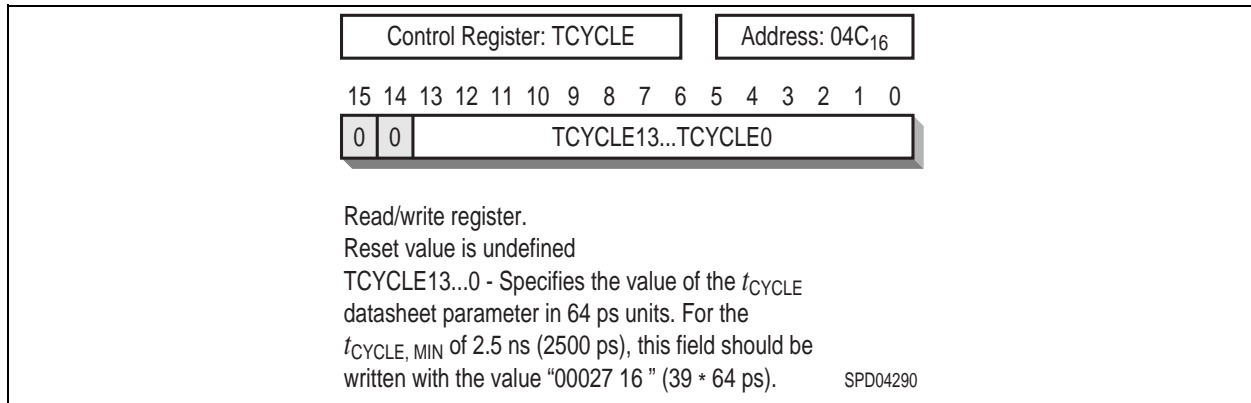 Control Register: TCYCLE Address: 04C16
15 14 13 12 11 10 9 8 7 6 5 4 3 2 1 0
0 0 TCYCLE13...TCYCLE0
Read/write register.
Reset value is undefined
TCYCLE13...0 - Specifies the value of the tCYCLE
datasheet parameter in 64 ps units. For the
tCYCLE, MIN of 2.5 ns (2500 ps), this field should be
written with the value “00027 16 ” (39 * 64 ps). SPD04290